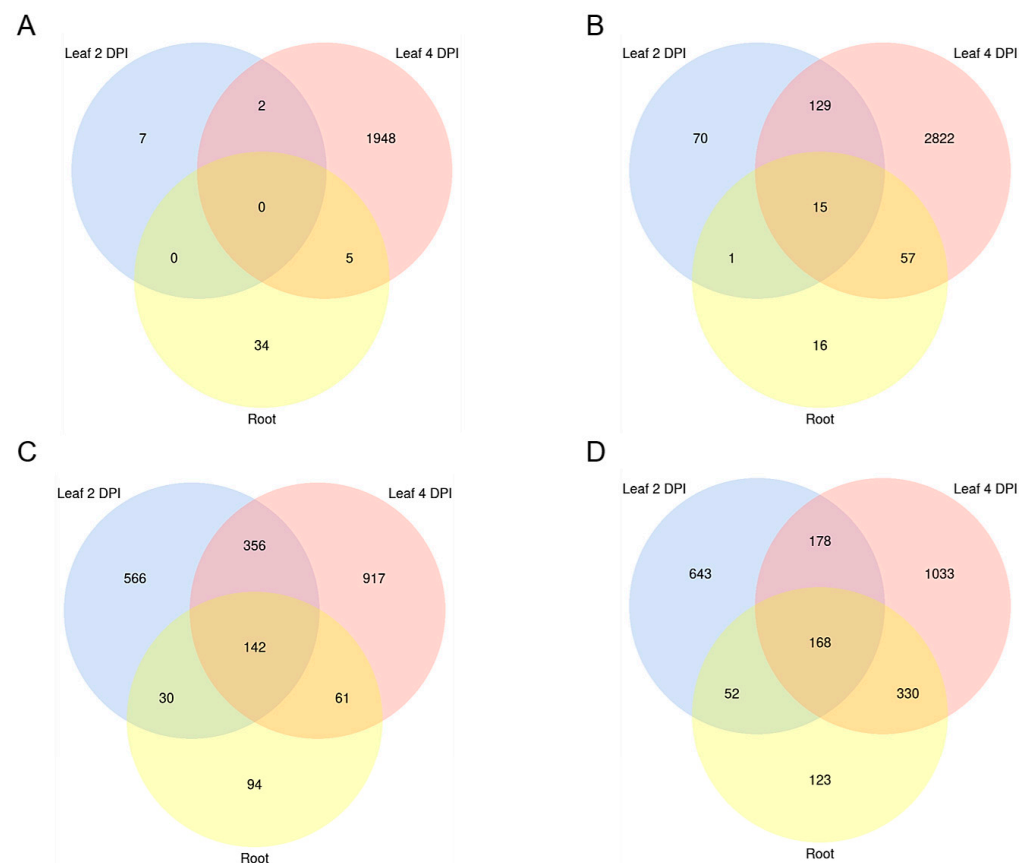 A
Leaf 2 DPI
Leaf 4 DPI
2
7
1948
0
0
5
34
Root
B
Leaf 2 DPI
Leaf 4 DPI
129
70
2822
15
1
57
16
Root
C
Leaf 2 DPI
Leaf 4 DPI
356
566
917
142
30
61
94
Root
D
Leaf 2 DPI
Leaf 4 DPI
178
643
1033
168
52
330
123
Root